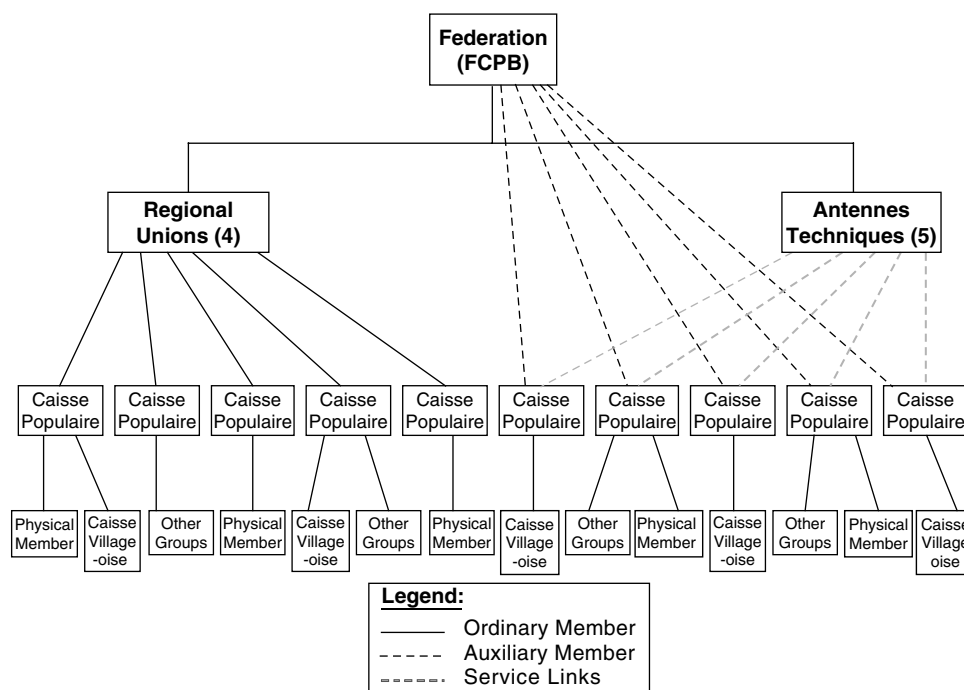 Federation
(FCPB)
Regional
Unions (4)
Antennes
Techniques (5)
Caisse
Populaire
Caisse
Populaire
Caisse
Populaire
Caisse
Populaire
Caisse
Populaire
Caisse
Populaire
Caisse
Populaire
Caisse
Populaire
Caisse
Populaire
Caisse
Populaire
Physical
Member
Caisse
Village
-oise
Other
Groups
Physical
Member
Caisse
Village
-oise
Other
Groups
Physical
Member
Caisse
Village
-oise
Other
Groups
Physical
Member
Caisse
Village
-oise
Other
Groups
Physical
Member
Caisse
Village
oise
Legend:
Ordinary Member
Auxiliary Member
Service Links